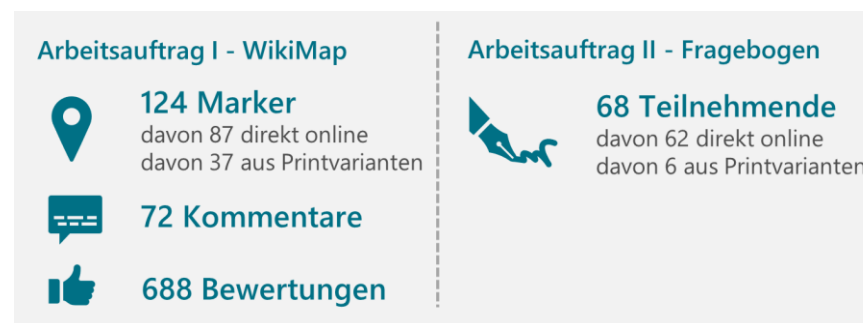 Arbeitsauftrag I - WikiMap
124 Marker
davon 87 direkt online
davon 37 aus Printvarianten
72 Kommentare
688 Bewertungen
Arbeitsauftrag II - Fragebogen
68 Teilnehmende
davon 62 direkt online
davon 6 aus Printvarianten